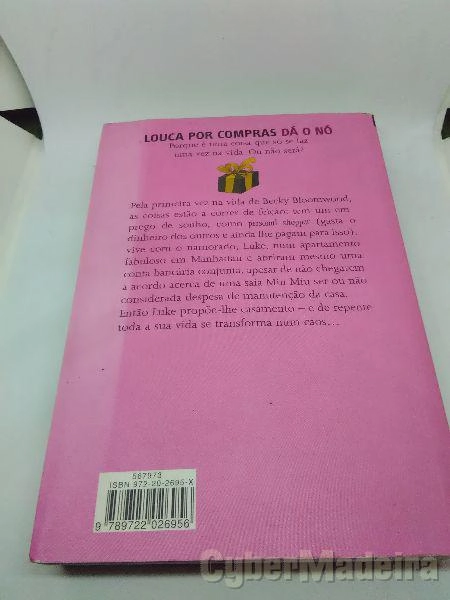 LOUCA POR COMPRAS DÁ O NÓ
Porque é uma coisa que só se faz
uma vez na vida. Ou não será?
Pela primeira vez na vida de Becky Bloomwood,
as coisas estão a correr de feição: tem um em-
prego de sonho, como personal shopper (gasta o
dinheiro dos outros e ainda lhe pagam para isso),
vive com o namorado, Luke, num apartamento
fabuloso em Manhattan e abriram mesmo uma
conta bancária conjunta, apesar de não chegarem
a acordo acerca de uma saia Miu Miu ser ou não
considerada despesa de manutenção da casa.
Então Luke propõe-lhe casamento – e de repente
toda a sua vida se transforma num caos...
567973
ISBN 972-20-2695-X
9 789722 026956
CyberMadeira